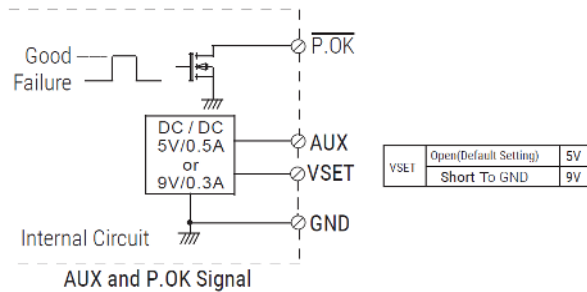 Good
Failure
P.OK
DC / DC
5V/0.5A
or
9V/0.3A
AUX
VSET
GND
Internal Circuit
AUX and P.OK Signal
VSET
Open(Default Setting) 5V
Short To GND 9V